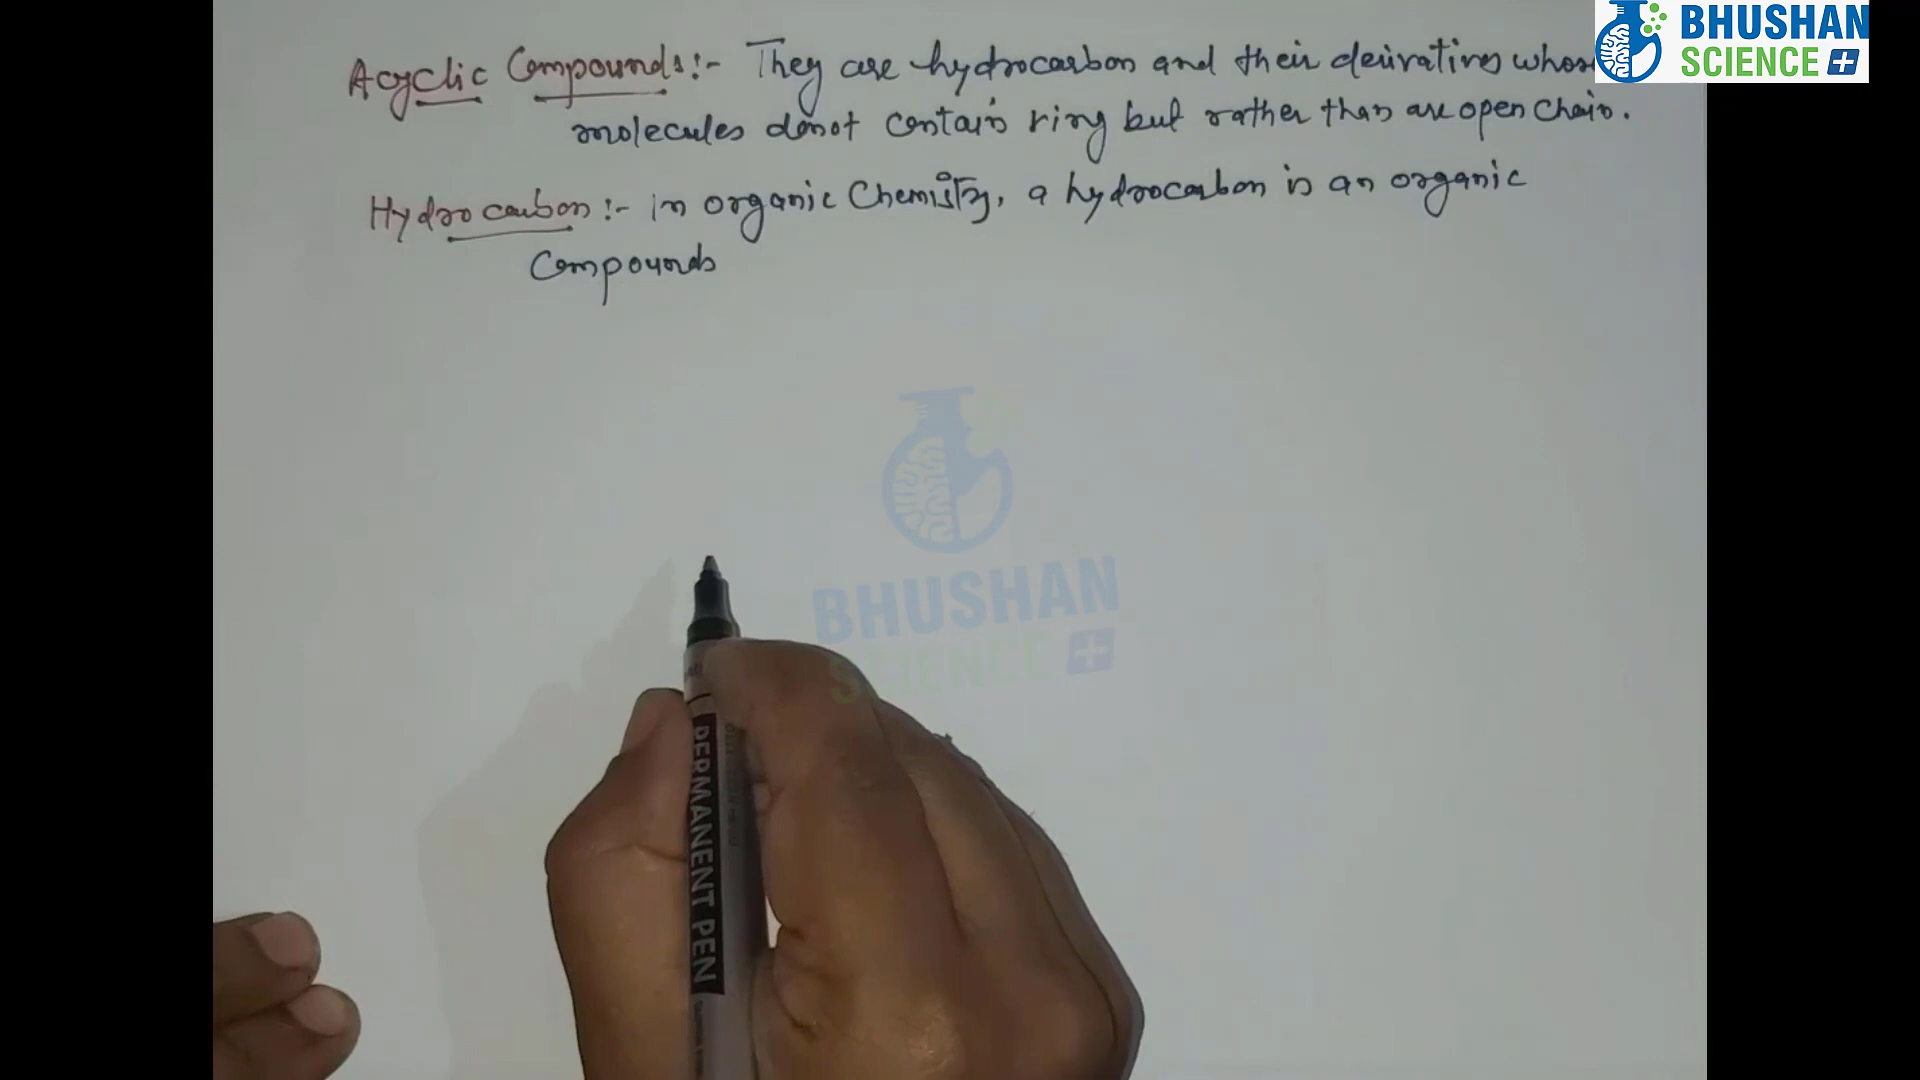 BHUSHAN
SCIENCE +
Acyclic Compounds:- They are hydrocarbon and their derivatives whose
molecules donot contain ring but rather than are open Chain.
Hydrocarbon:- in organic Chemistry, a hydrocarbon is an organic
Compounds
BHUSHAN
SCIENCE +
PERMANENT PEN